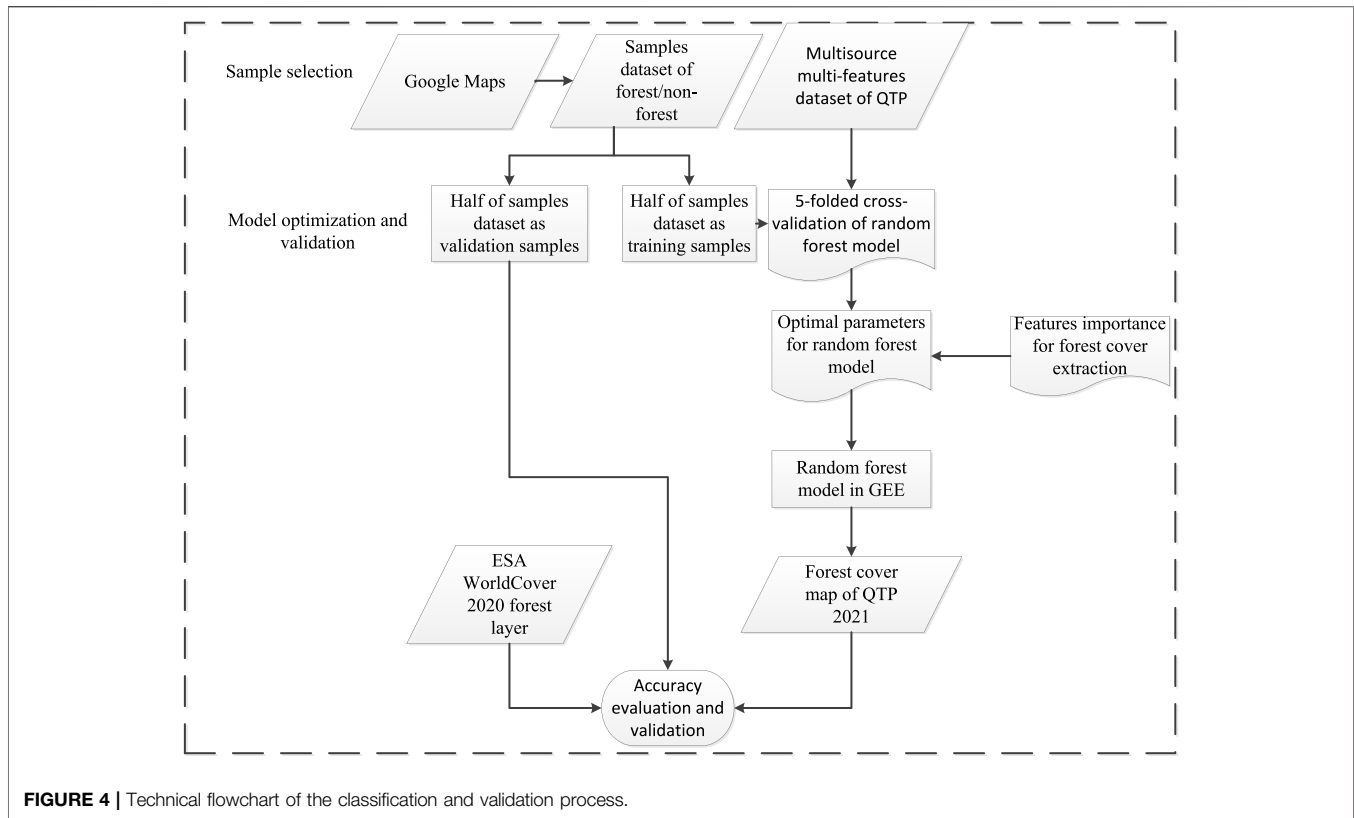 Sample selection
Google Maps
Samples
dataset of
forest/non-
forest
Multisource
multi-features
dataset of QTP
Model optimization and
validation
Half of samples
dataset as
validation samples
Half of samples
dataset as
training samples
5-folded cross-
validation of random
forest model
Optimal parameters
for random forest
model
Features importance
for forest cover
extraction
Random forest
model in GEE
ESA
WorldCover
2020 forest
layer
Forest cover
map of QTP
2021
Accuracy
evaluation and
validation
FIGURE 4 | Technical flowchart of the classification and validation process.